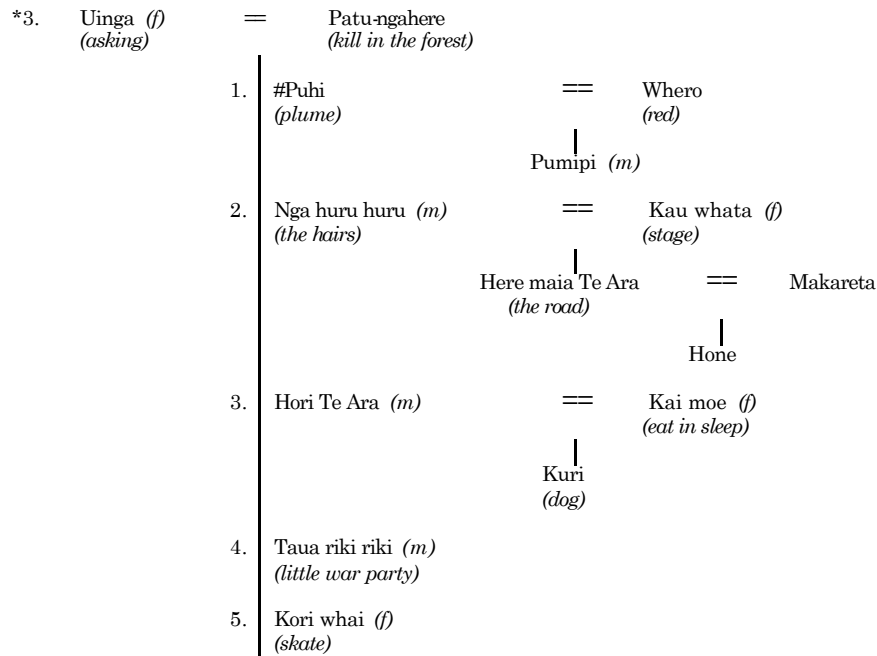 *3. Uinga (f) = Patu-ngahere
(asking) (kill in the forest)
1. #Puhi == Whero
(plume) (red)
Pumipi (m)
2. Nga huru huru (m) == Kau whata (f)
(the hairs) (stage)
Here maia Te Ara == Makareta
(the road)
Hone
3. Hori Te Ara (m) == Kai moe (f)
(eat in sleep)
Kuri
(dog)
4. Taua riki riki (m)
(little war party)
5. Kori whai (f)
(skate)